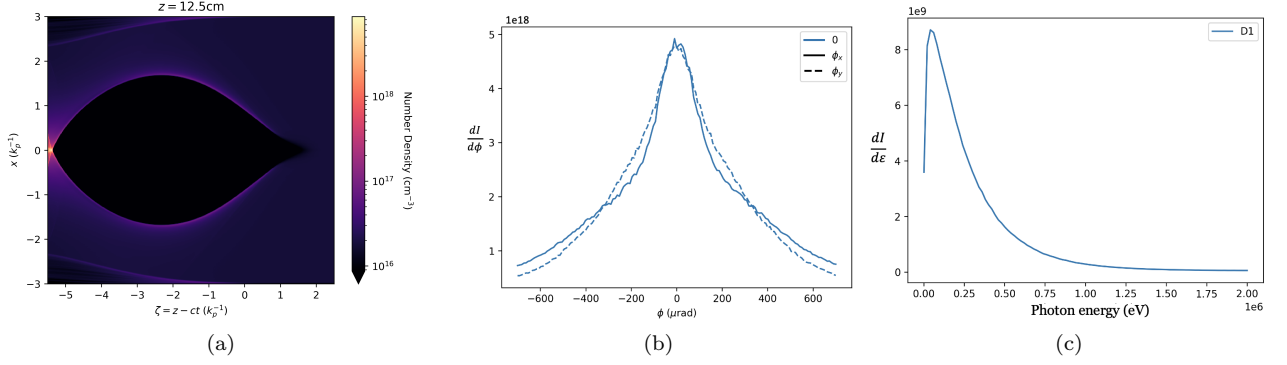 z = 12.5cm
3
2
1
0
−1
−2
−3
x (k_p^{-1})
−5 −4 −3 −2 −1 0 1 2
ζ = z − ct (k_p^{-1})
10^{18}
10^{17}
10^{16}
Number Density (cm^{-3})
(a)
1e18
5
4
3
2
1
dI
dϕ
0
ϕ_x
ϕ_y
−600 −400 −200 0 200 400 600
ϕ (μrad)
(b)
1e9
8
6
4
2
0
dI
dε
D1
0.00 0.25 0.50 0.75 1.00 1.25 1.50 1.75 2.00
1e6
Photon energy (eV)
(c)